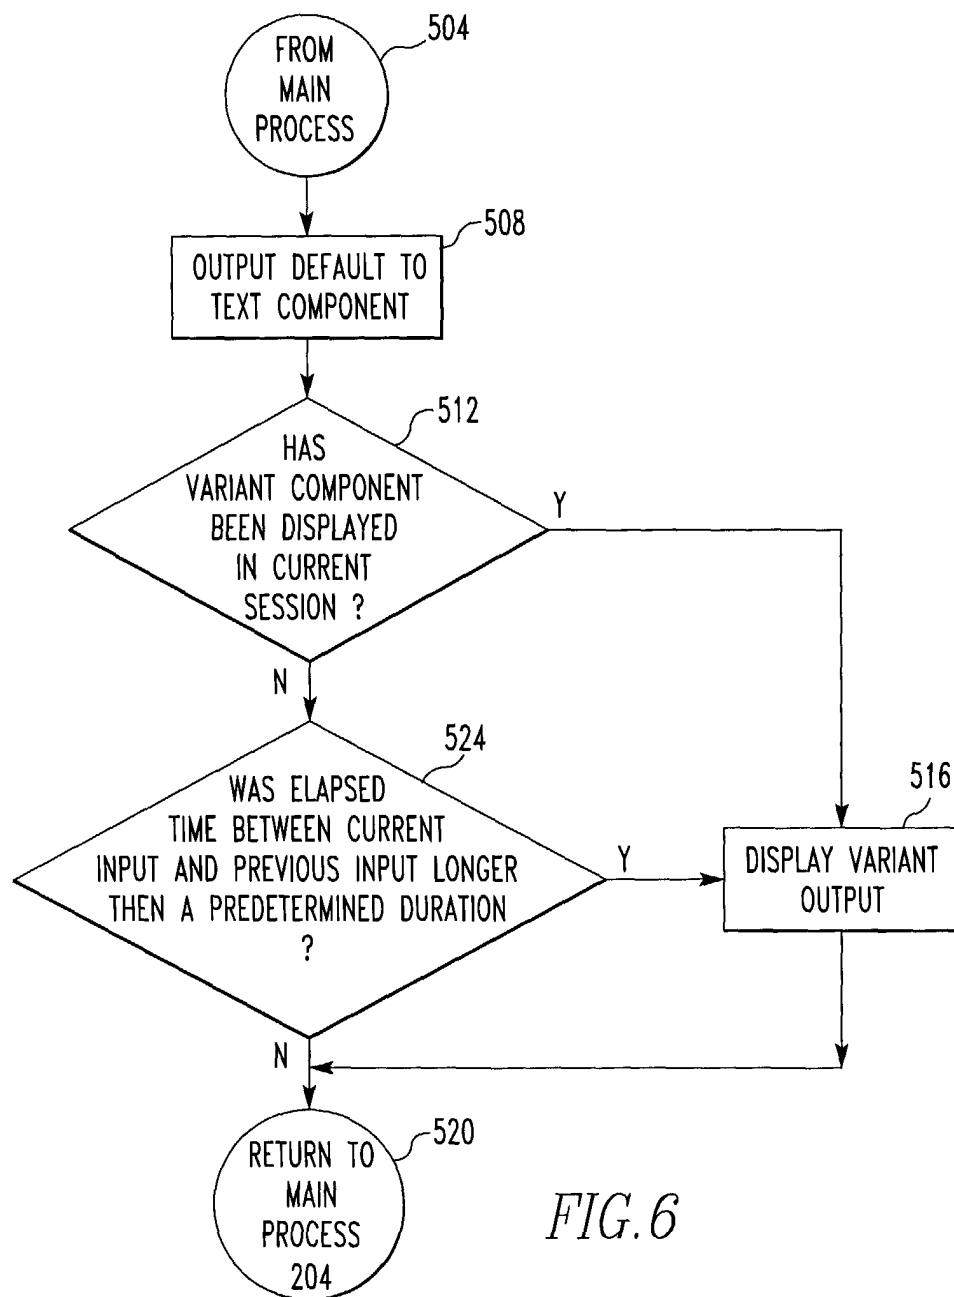 FROM
MAIN
PROCESS
504
508
OUTPUT DEFAULT TO
TEXT COMPONENT
512
HAS
VARIANT COMPONENT
BEEN DISPLAYED
IN CURRENT
SESSION ?
Y
N
524
WAS ELAPSED
TIME BETWEEN CURRENT
INPUT AND PREVIOUS INPUT LONGER
THEN A PREDETERMINED DURATION
?
Y
516
DISPLAY VARIANT
OUTPUT
N
520
RETURN TO
MAIN
PROCESS
204
FIG.6